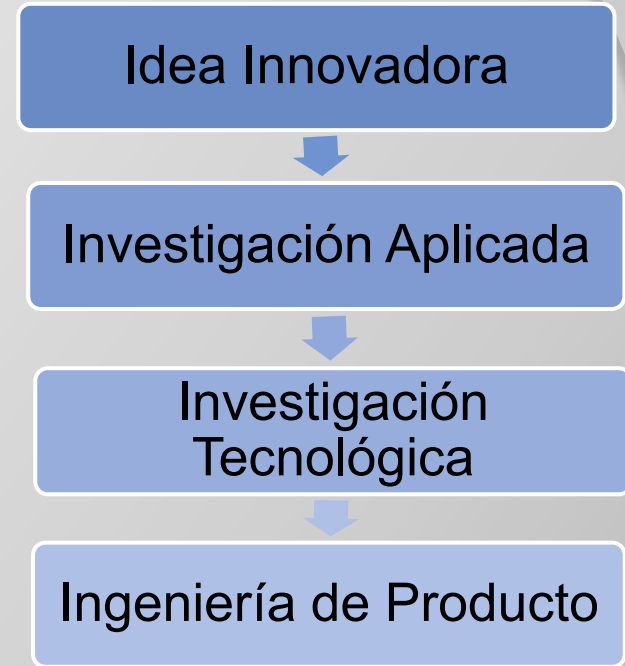 Idea Innovadora
Investigación Aplicada
Investigación
Tecnológica
Ingeniería de Producto